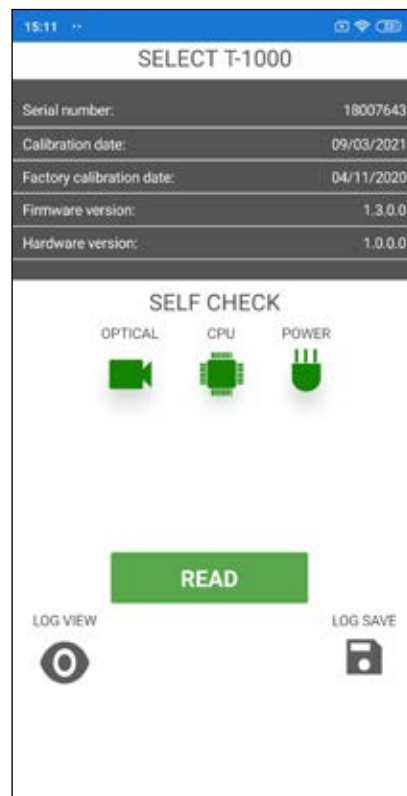 15:11
SELECT T-1000
Serial number: 18007643
Calibration date: 09/03/2021
Factory calibration date: 04/11/2020
Firmware version: 1.3.0.0
Hardware version: 1.0.0.0
SELF CHECK
OPTICAL CPU POWER
READ
LOG VIEW LOG SAVE